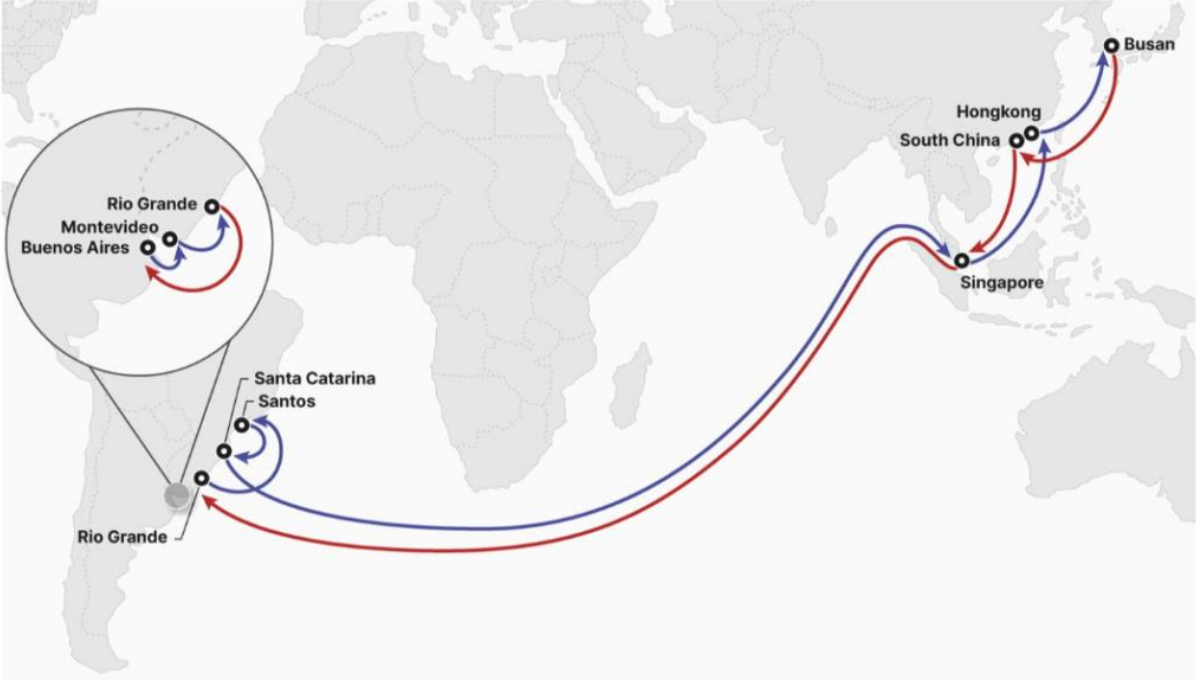 Busan
Hongkong
South China
Rio Grande
Montevideo
Buenos Aires
Singapore
Santa Catarina
Santos
Rio Grande